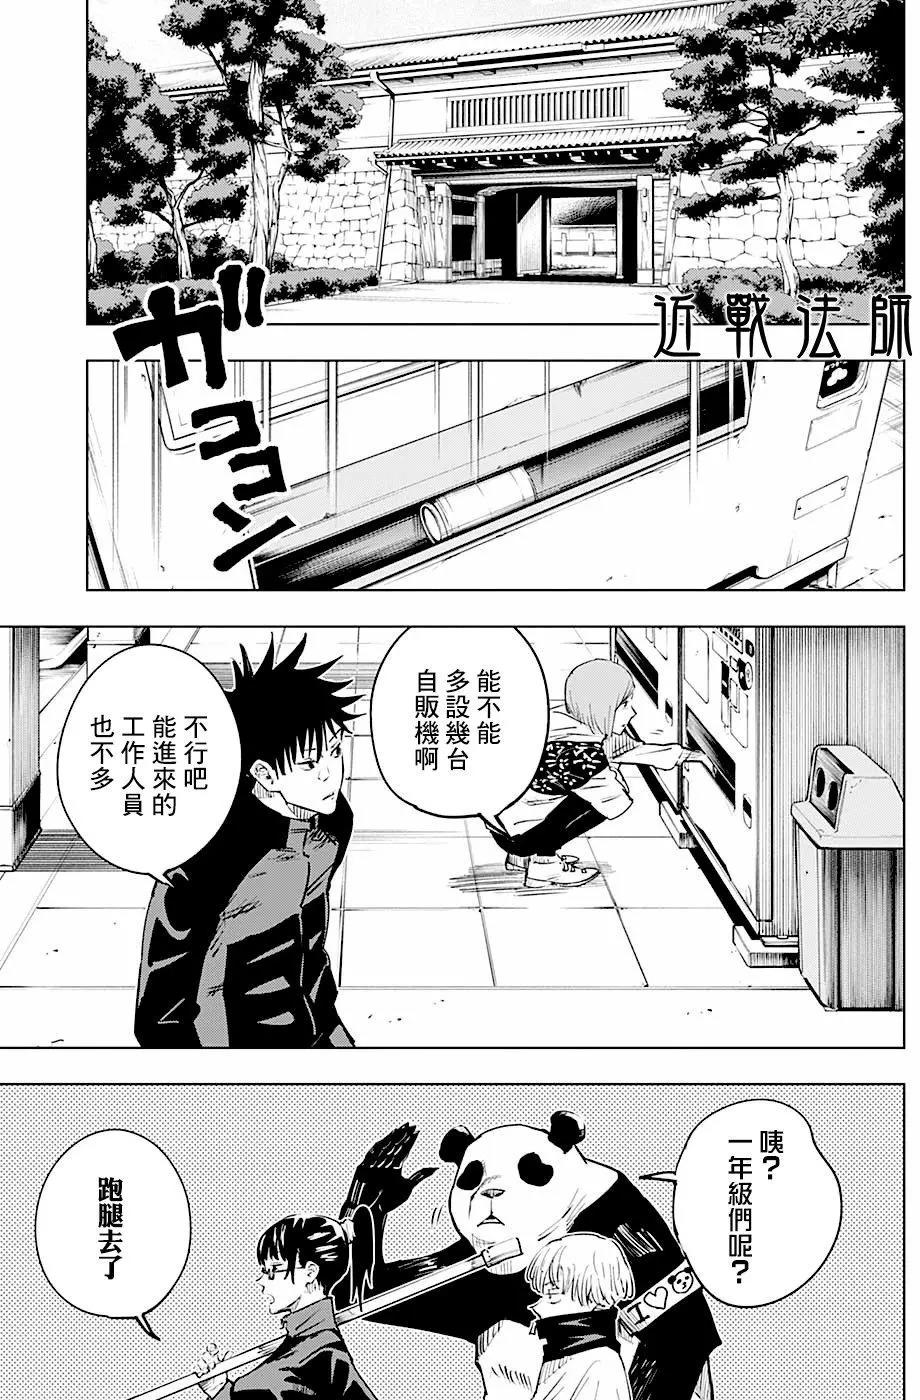 近戰法師
ガココン
能不能
多設幾台
自販機啊
不行吧
能進來的
工作人員
也不多
咦？
一年級們呢？
跑腿去了
I